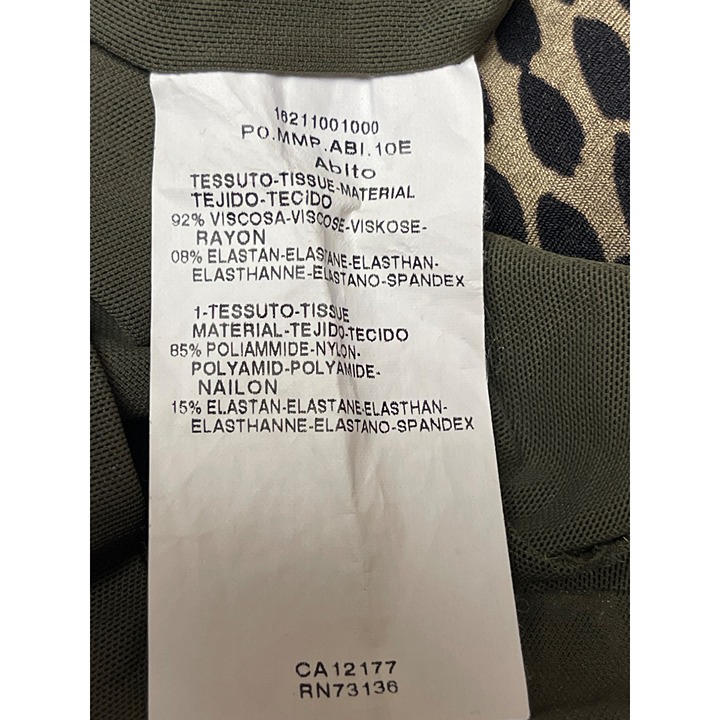 16211001000
PO.MMP.ABI.10E
Abito
TESSUTO-TISSUE-MATERIAL
TEJIDO-TECIDO
92% VISCOSA-VISCOSE-VISKOSE-
RAYON
08% ELASTAN-ELASTANE-ELASTHAN-
ELASTHANNE-ELASTANO-SPANDEX
1-TESSUTO-TISSUE
MATERIAL-TEJIDO-TECIDO
85% POLIAMMIDE-NYLON-
POLYAMID-POLYAMIDE-
NAILON
15% ELASTAN-ELASTANE-ELASTHAN-
ELASTHANNE-ELASTANO-SPANDEX
CA12177
RN73136